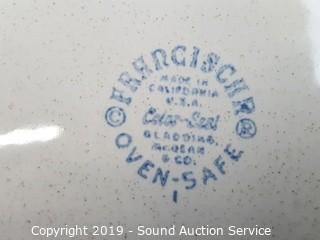 © FRANCISCAN ®
MADE IN
CALIFORNIA
U.S.A.
Color-Seal
GLADDING,
McBEAN
& CO.
OVEN-SAFE
1
Copyright 2019 - Sound Auction Service